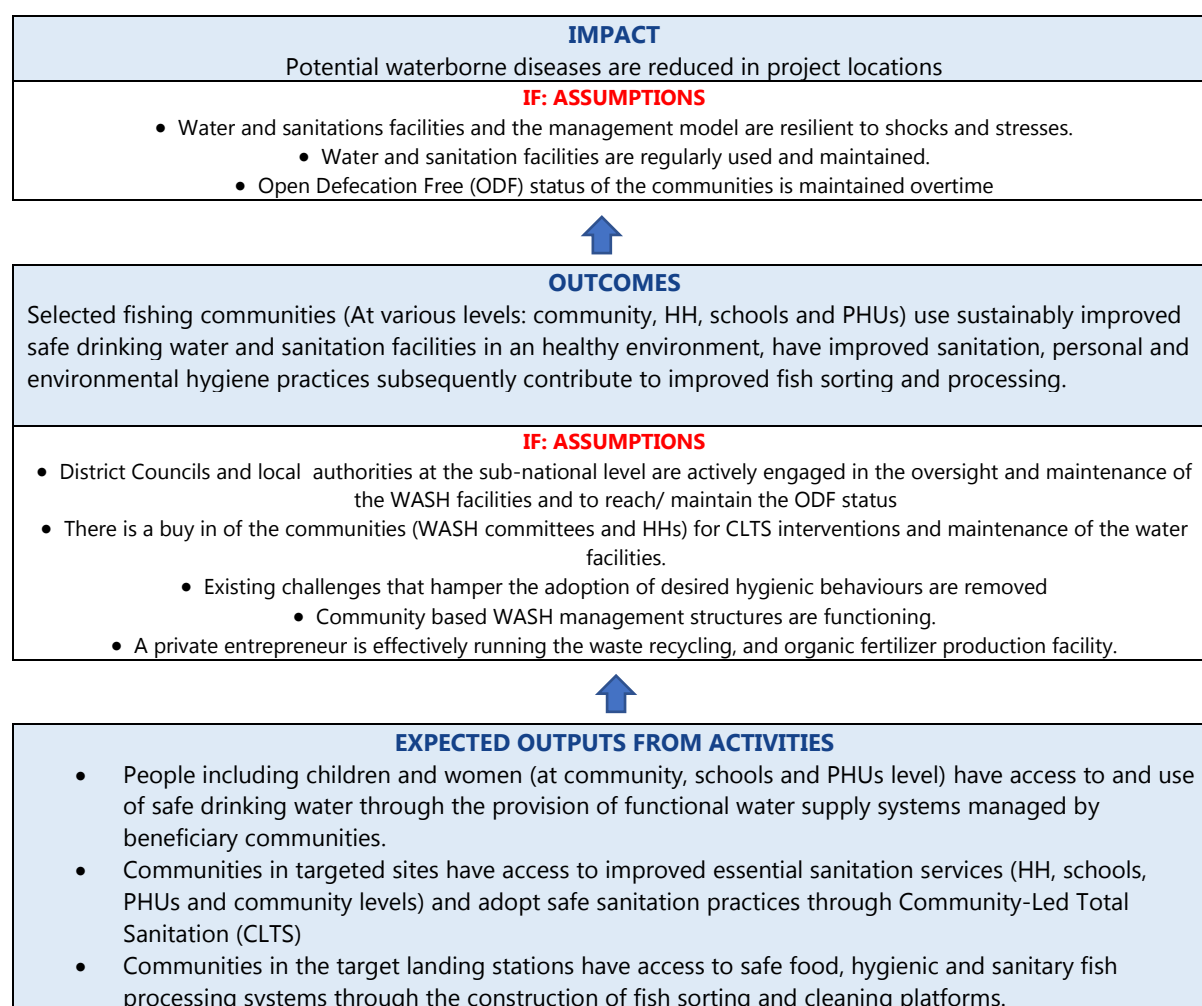 IMPACT
Potential waterborne diseases are reduced in project locations
IF: ASSUMPTIONS
• Water and sanitations facilities and the management model are resilient to shocks and stresses.
• Water and sanitation facilities are regularly used and maintained.
• Open Defecation Free (ODF) status of the communities is maintained overtime
OUTCOMES
Selected fishing communities (At various levels: community, HH, schools and PHUs) use sustainably improved
safe drinking water and sanitation facilities in an healthy environment, have improved sanitation, personal and
environmental hygiene practices subsequently contribute to improved fish sorting and processing.
IF: ASSUMPTIONS
• District Councils and local authorities at the sub-national level are actively engaged in the oversight and maintenance of
the WASH facilities and to reach/ maintain the ODF status
• There is a buy in of the communities (WASH committees and HHs) for CLTS interventions and maintenance of the water
facilities.
• Existing challenges that hamper the adoption of desired hygienic behaviours are removed
• Community based WASH management structures are functioning.
• A private entrepreneur is effectively running the waste recycling, and organic fertilizer production facility.
EXPECTED OUTPUTS FROM ACTIVITIES
• People including children and women (at community, schools and PHUs level) have access to and use
of safe drinking water through the provision of functional water supply systems managed by
beneficiary communities.
• Communities in targeted sites have access to improved essential sanitation services (HH, schools,
PHUs and community levels) and adopt safe sanitation practices through Community-Led Total
Sanitation (CLTS)
• Communities in the target landing stations have access to safe food, hygienic and sanitary fish
processing systems through the construction of fish sorting and cleaning platforms.